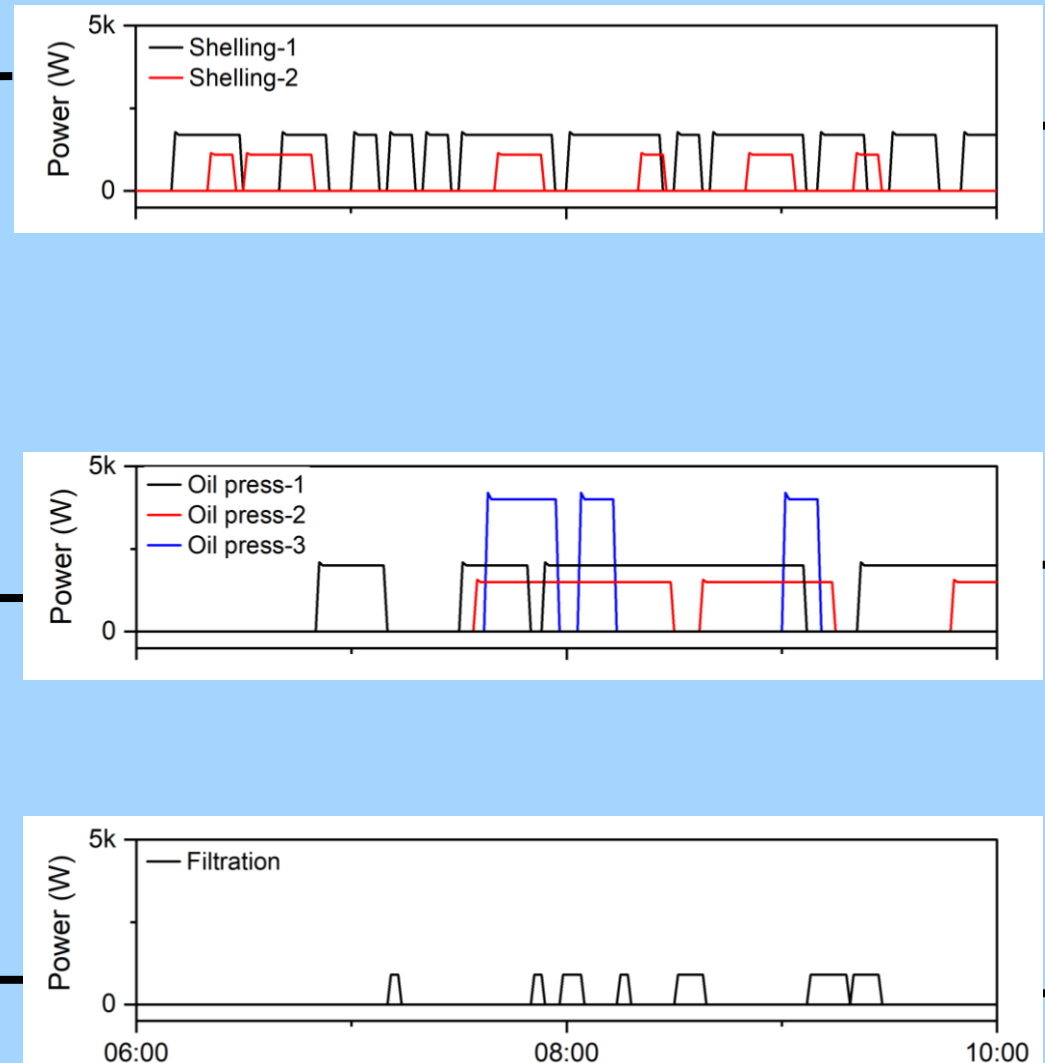 5k
Power (W)
0
Shelling-1
Shelling-2
5k
Power (W)
0
Oil press-1
Oil press-2
Oil press-3
5k
Power (W)
0
Filtration
06:00 08:00 10:00